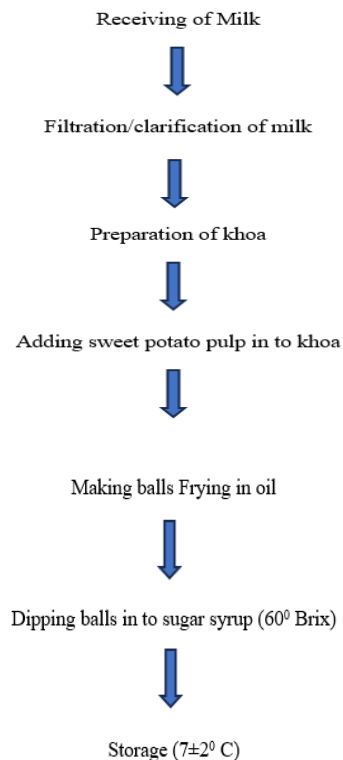 Receiving of Milk
Filtration/clarification of milk
Preparation of khoa
Adding sweet potato pulp in to khoa
Making balls Frying in oil
Dipping balls in to sugar syrup (60⁰ Brix)
Storage (7±2⁰ C)